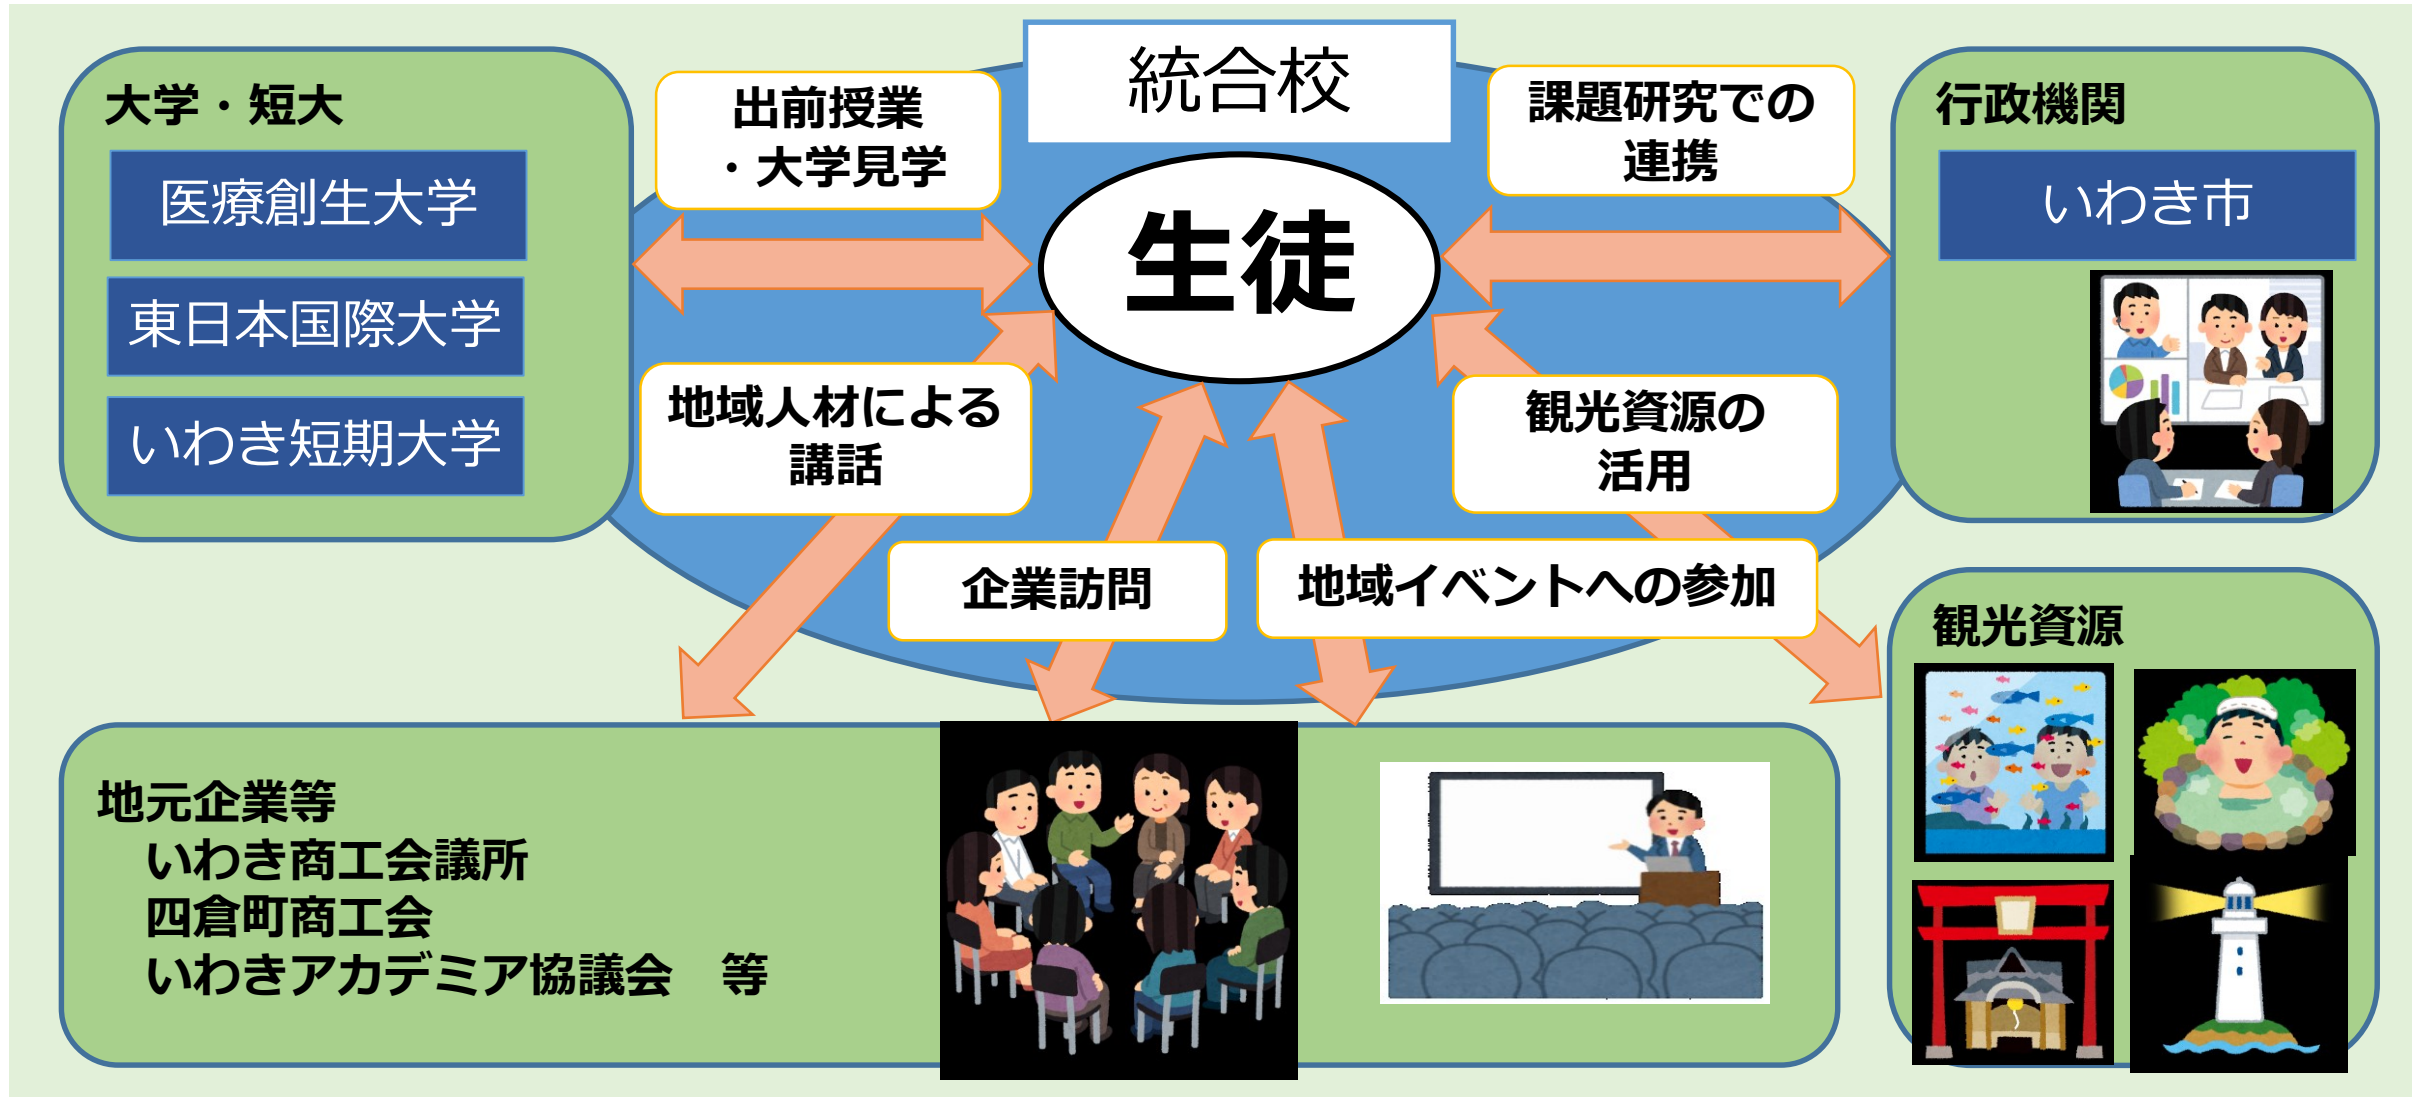 統合校
生徒
大学・短大
医療創生大学
東日本国際大学
いわき短期大学
出前授業
・大学見学
課題研究での
連携
行政機関
いわき市
地域人材による
講話
観光資源の
活用
企業訪問
地域イベントへの参加
観光資源
地元企業等
いわき商工会議所
四倉町商工会
いわきアカデミア協議会　等